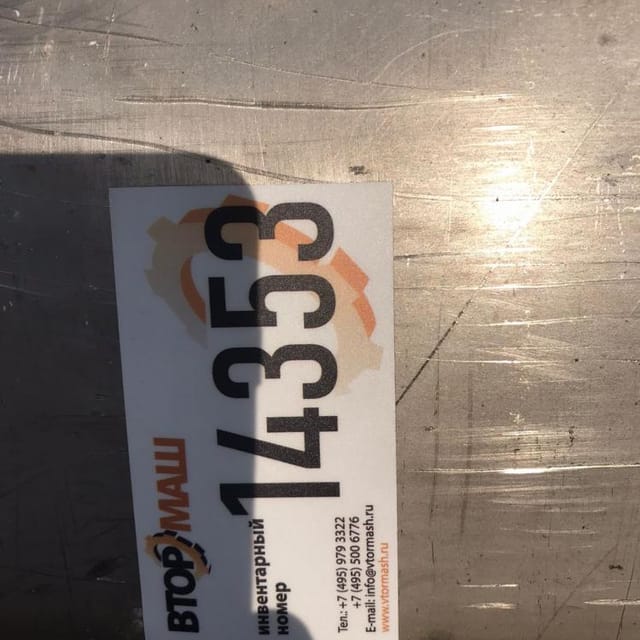 ВТОРМАШ
инвентарный
номер
14353
Тел.: +7 (495) 979 3322
+7 (495) 500 6776
E-mail: info@vtormash.ru
www.vtormash.ru